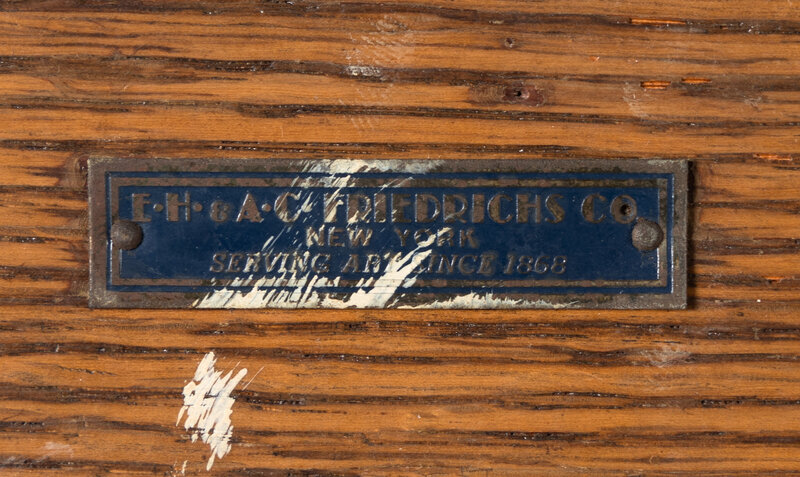 E·H·&A·C· FRIEDRICHS CO
NEW YORK
SERVING ART SINCE 1868